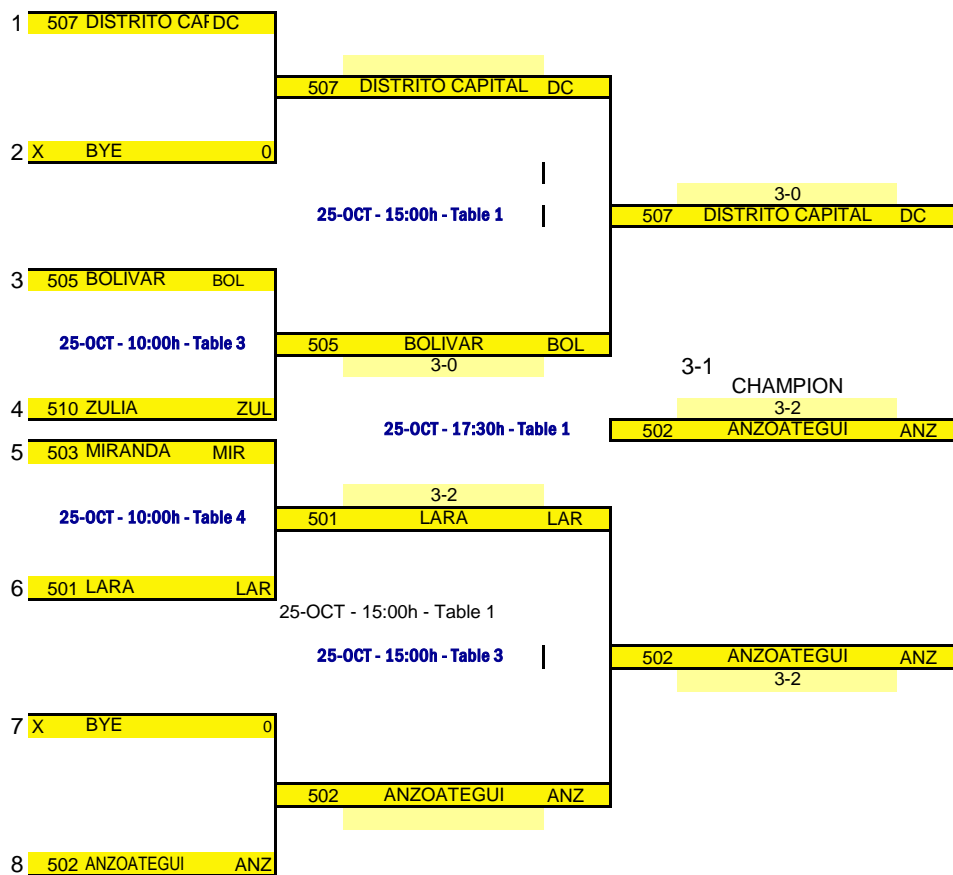 1 507 DISTRITO CAP DC
507 DISTRITO CAPITAL DC
2 X BYE 0
3-0
25-OCT - 15:00h - Table 1
507 DISTRITO CAPITAL DC
3 505 BOLIVAR BOL
25-OCT - 10:00h - Table 3
505 BOLIVAR BOL
3-0
3-1
CHAMPION
4 510 ZULIA ZUL
3-2
25-OCT - 17:30h - Table 1
502 ANZOATEGUI ANZ
5 503 MIRANDA MIR
3-2
25-OCT - 10:00h - Table 4
501 LARA LAR
6 501 LARA LAR
25-OCT - 15:00h - Table 1
25-OCT - 15:00h - Table 3
502 ANZOATEGUI ANZ
3-2
7 X BYE 0
502 ANZOATEGUI ANZ
8 502 ANZOATEGUI ANZ